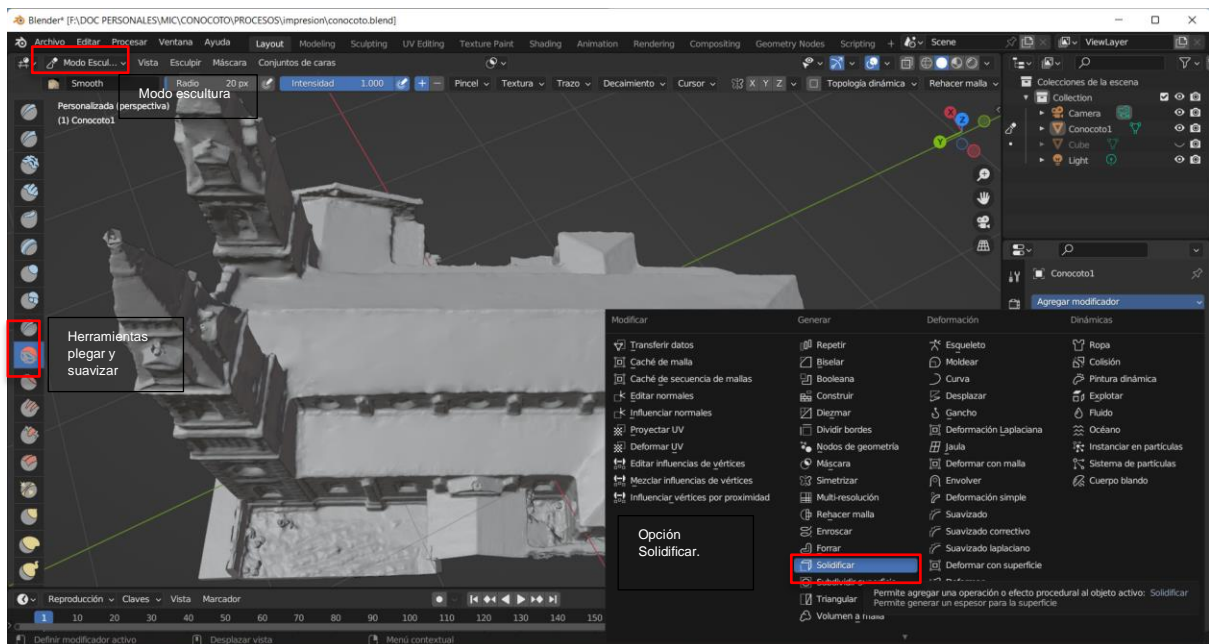 Blender* [F:\DOC PERSONALES\MIC\CONOCOTO\PROCESOS\impresion\conocoto.blend]
Archivo Editar Procesar Ventana Ayuda Layout Modeling Sculpting UV Editing Texture Paint Shading Animation Rendering Compositing Geometry Nodes Scripting + Scene ViewLayer
Modo Escul... Vista Esculpir Máscara Conjuntos de caras
Smooth Radio 20 px Intensidad 1.000 Pincel Textura Trazo Decaimiento Cursor X Y Z Topología dinámica Rehacer malla
Modo escultura
Personalizada (perspectiva)
(1) Conocoto1
Colecciones de la escena
Collection
Camera
Conocoto1
Cube
Light
Z
Y
Conocoto1
Agregar modificador
Herramientas
plegar y
suavizar
Modificar Generar Deformación Dinámicas
Transferir datos Repetir Esqueleto Ropa
Caché de malla Biselar Moldear Colisión
Caché de secuencia de mallas Booleana Curva Pintura dinámica
Editar normales Construir Desplazar Explotar
Influenciar normales Diezmar Gancho Fluido
Proyectar UV Dividir bordes Deformación Laplaciana Océano
Deformar UV Nodos de geometría Jaula Instanciar en partículas
Editar influencias de vértices Máscara Deformar con malla Sistema de partículas
Mezclar influencias de vértices Simetrizar Envolver Cuerpo blando
Influenciar vértices por proximidad Multi-resolución Deformación simple
Rehacer malla Suavizado
Enroscar Suavizado correctivo
Forrar Suavizado laplaciano
Solidificar Deformar con superficie
Opción
Solidificar.
Subdividir superficie Deformar
Triangular
Volumen a malla
Permite agregar una operación o efecto procedural al objeto activo: Solidificar
Permite generar un espesor para la superficie
Reproducción Claves Vista Marcador
1 10 20 30 40 50 60 70 80 90 100 110 120 130 140 150
Definir modificador activo Desplazar vista Menú contextual